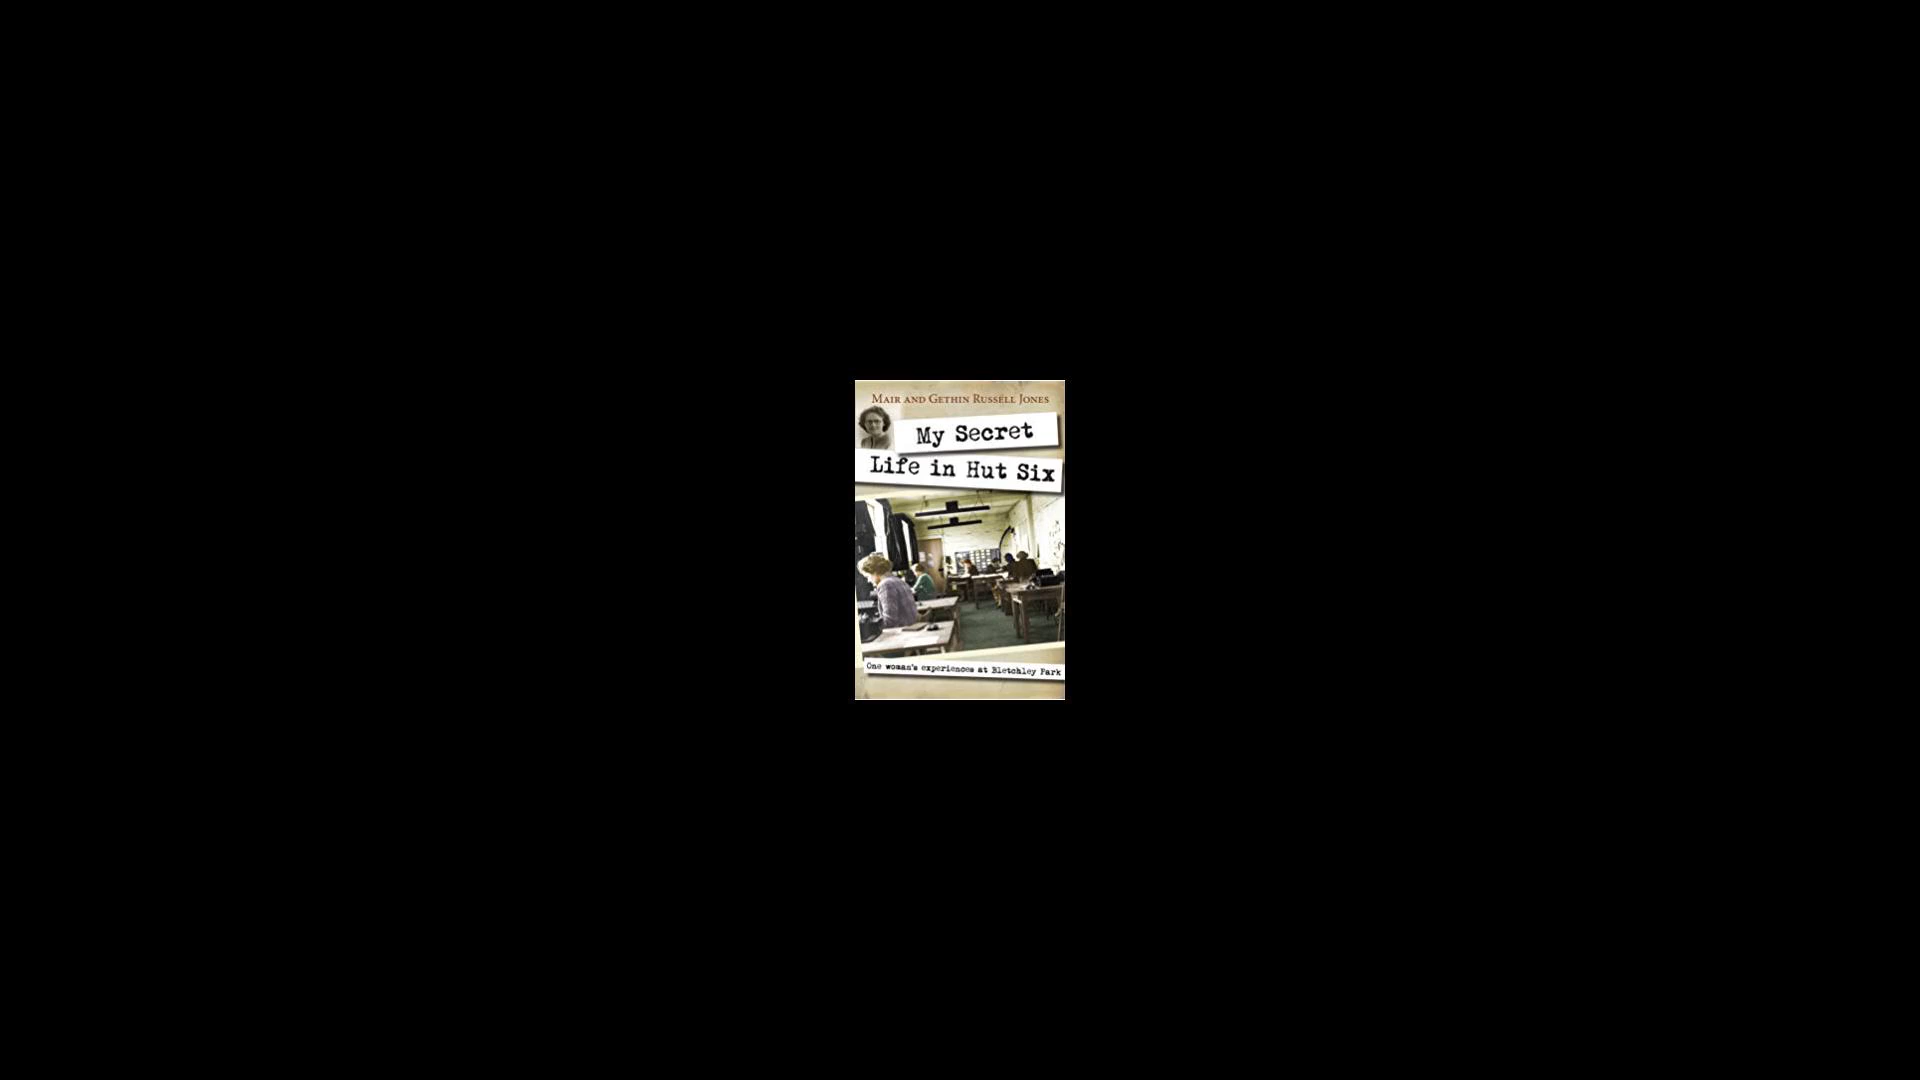 Mair and Gethin Russell Jones
My Secret
Life in Hut Six
One woman's experiences at Bletchley Park